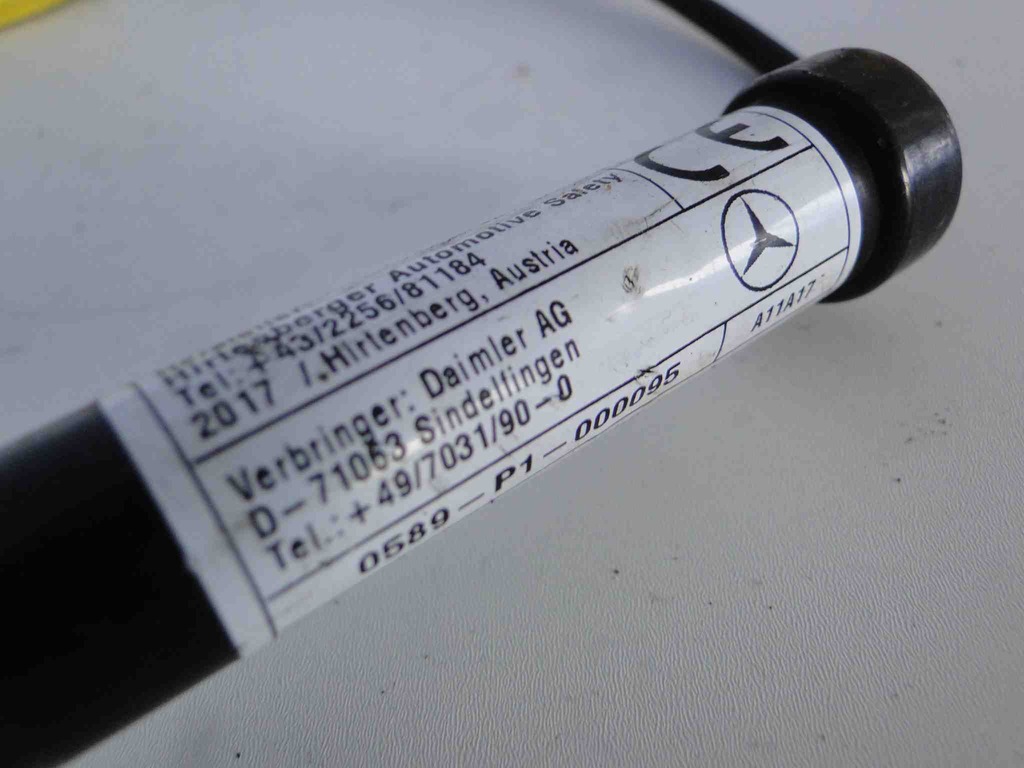 CE
Hirtenberger Automotive Safety
Tel.: +43/2256/81184
2017 Hirtenberg, Austria
Verbringer: Daimler AG
D-71063 Sindelfingen
Tel.: +49/7031/90-0
0589-P1-000095
A11A17